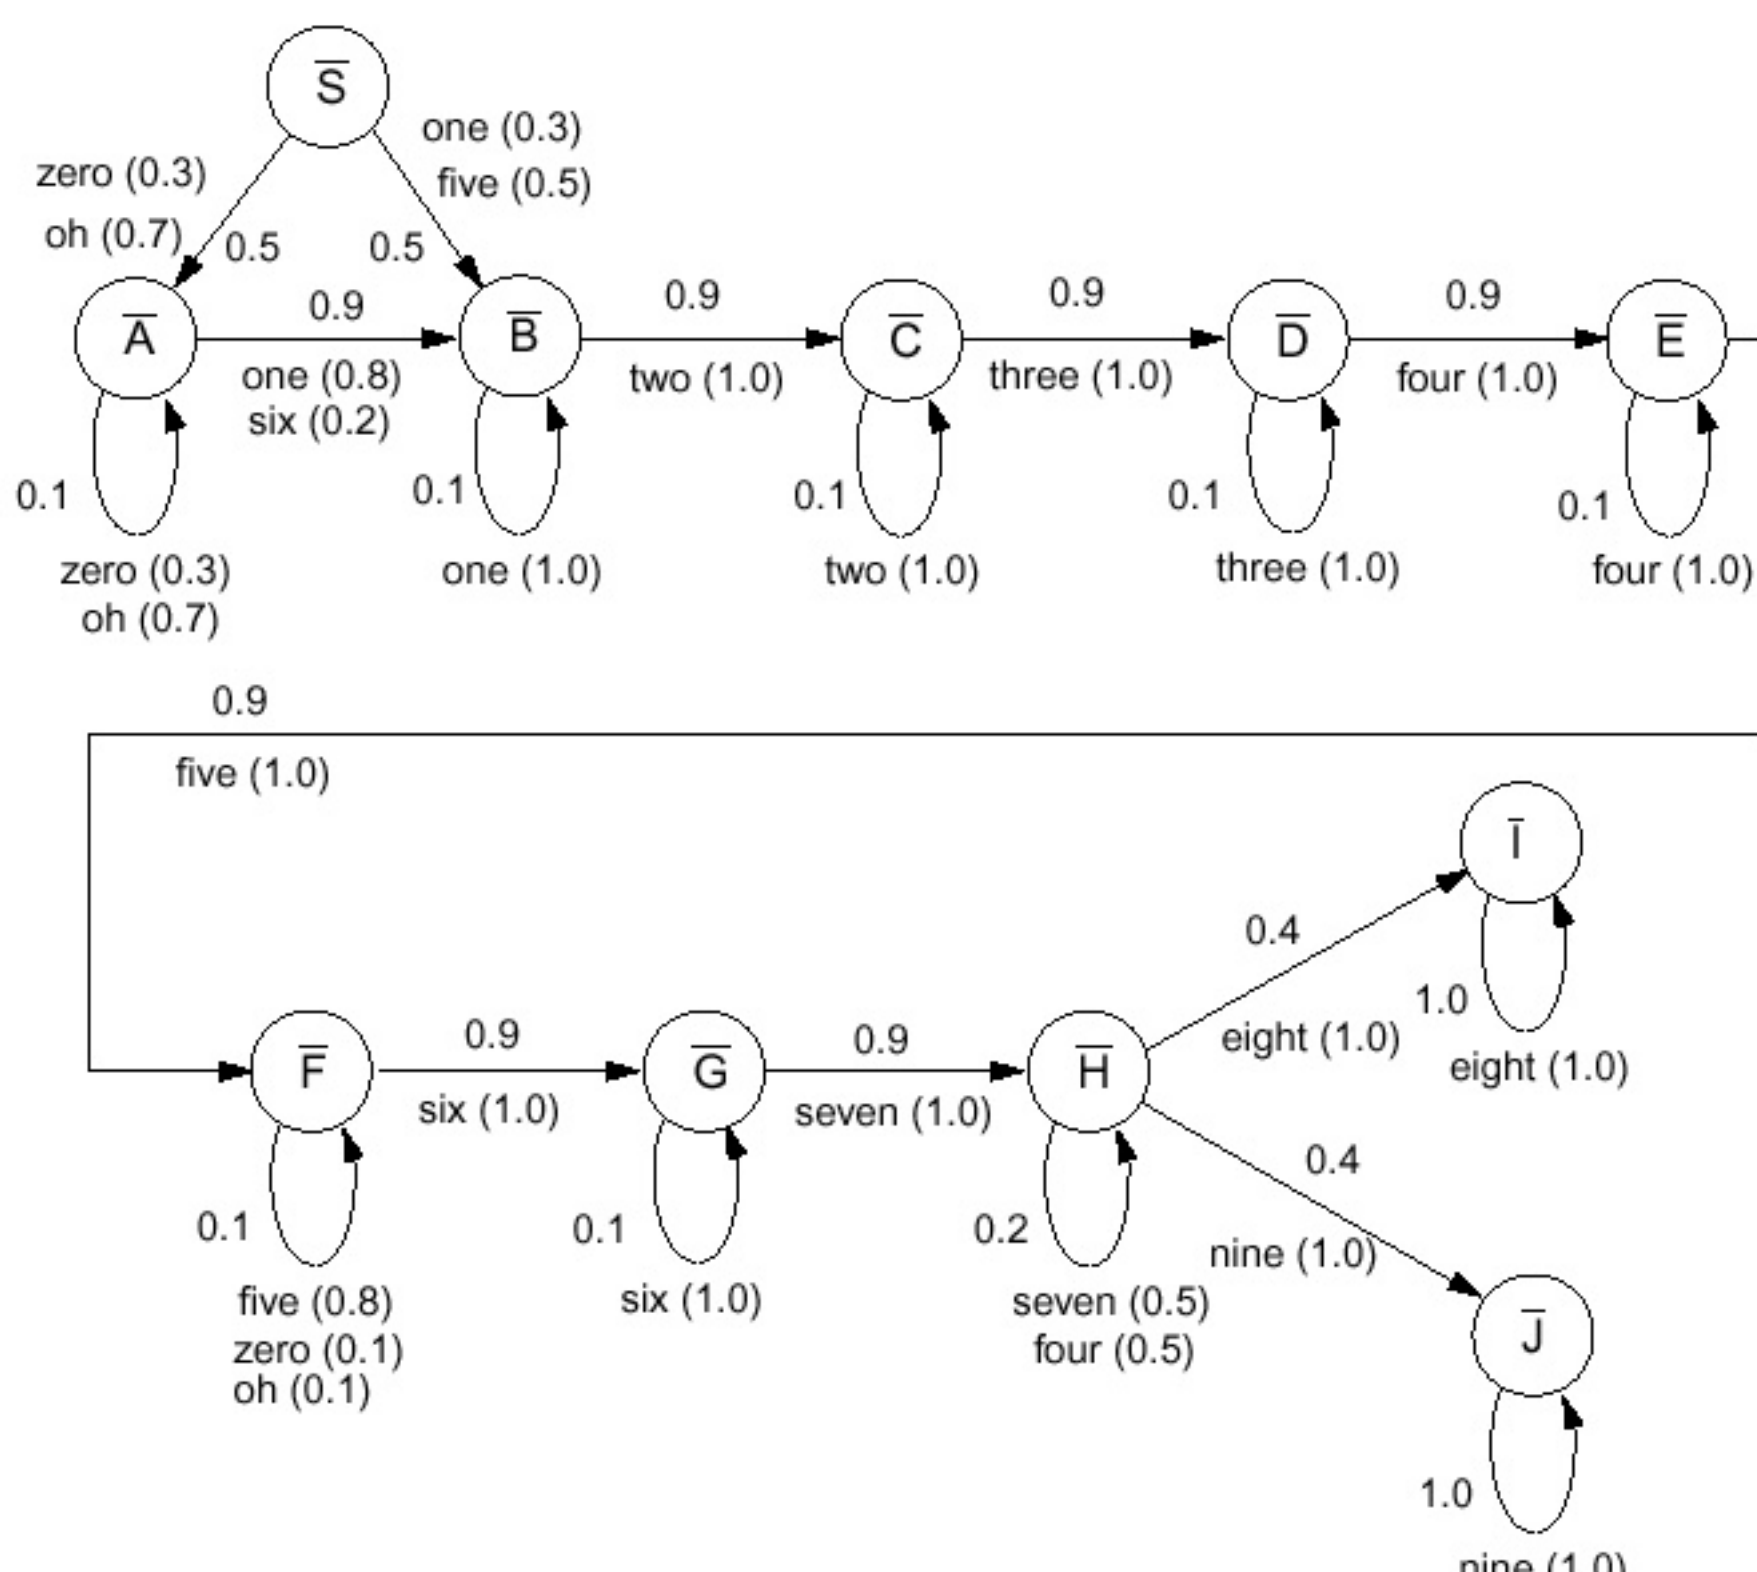 S̅
one (0.3)
zero (0.3)
five (0.5)
oh (0.7)
0.5
0.5
0.9
0.9
0.9
0.9
A̅
B̅
C̅
D̅
E̅
one (0.8)
six (0.2)
two (1.0)
three (1.0)
four (1.0)
0.1
0.1
0.1
0.1
0.1
zero (0.3)
oh (0.7)
one (1.0)
two (1.0)
three (1.0)
four (1.0)
0.9
five (1.0)
I̅
0.4
1.0
eight (1.0)
eight (1.0)
0.9
0.9
F̅
G̅
H̅
six (1.0)
seven (1.0)
0.4
0.1
0.1
0.2
nine (1.0)
five (0.8)
zero (0.1)
oh (0.1)
six (1.0)
seven (0.5)
four (0.5)
J̅
1.0
nine (1.0)